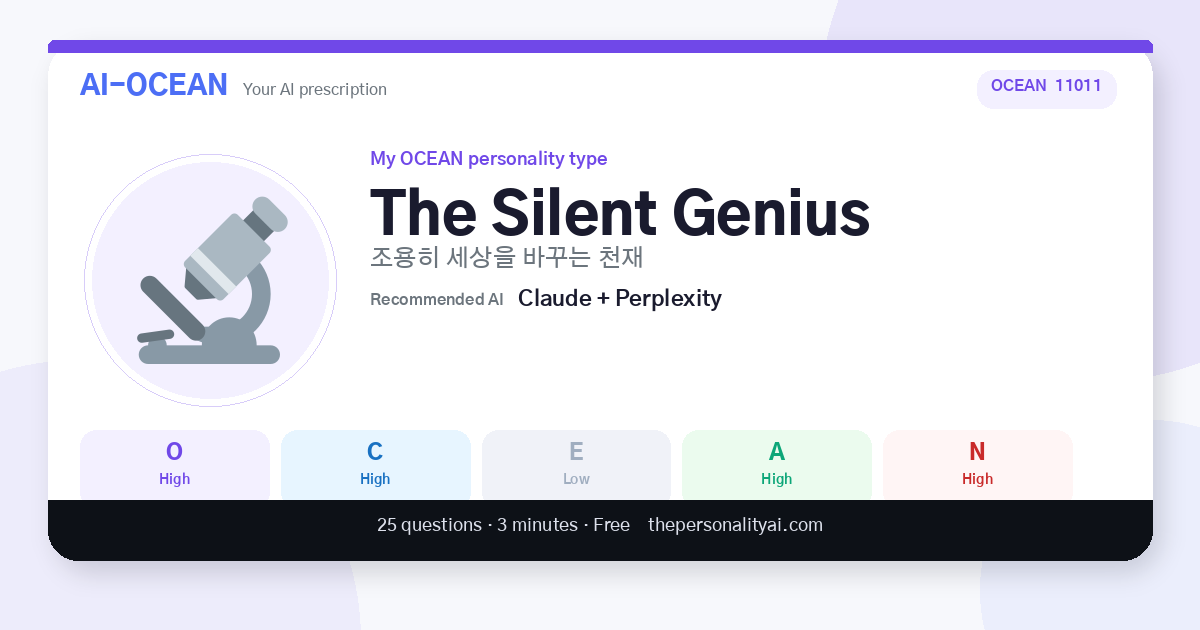 AI-OCEAN Your AI prescription OCEAN 11011
My OCEAN personality type
The Silent Genius
조용히 세상을 바꾸는 천재
Recommended AI Claude + Perplexity
O C E A N
High High Low High High
25 questions · 3 minutes · Free thepersonalityai.com